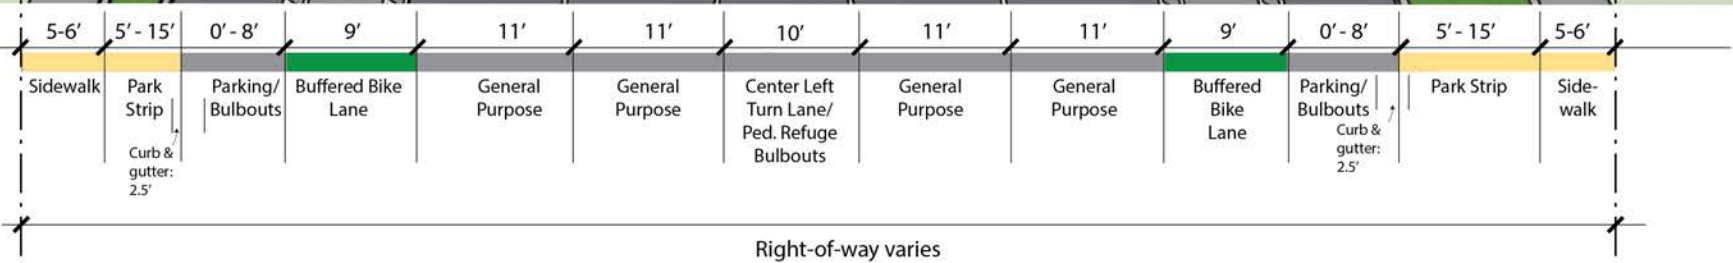 5-6’ 5’ - 15’ 0’ - 8’ 9’ 11’ 11’ 10’ 11’ 11’ 9’ 0’ - 8’ 5’ - 15’ 5-6’
Sidewalk
Park
Strip
Curb &
gutter:
2.5’
Parking/
Bulbouts
Buffered Bike
Lane
General
Purpose
General
Purpose
Center Left
Turn Lane/
Ped. Refuge
Bulbouts
General
Purpose
General
Purpose
Buffered
Bike
Lane
Parking/
Bulbouts
Curb &
gutter:
2.5’
Park Strip
Side-
walk
Right-of-way varies